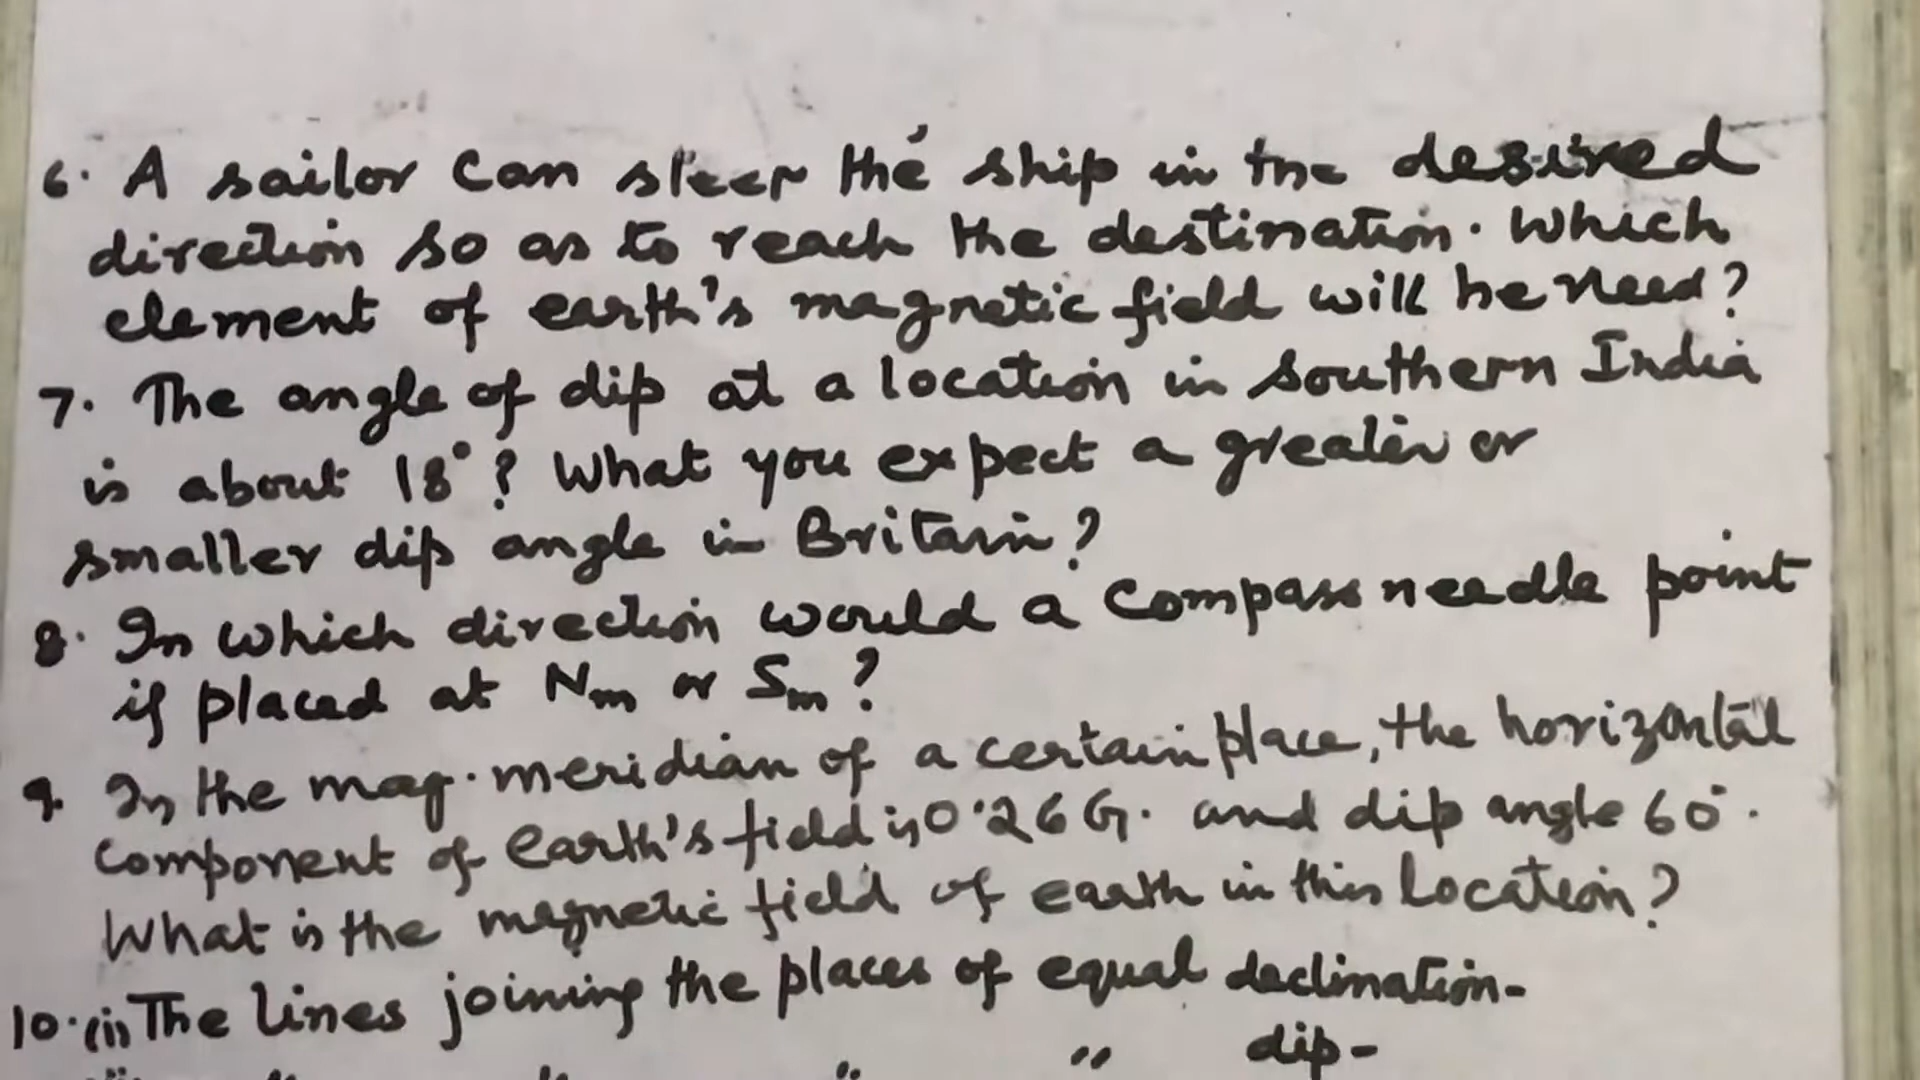 6. A sailor can steer the ship in the desired
direction so as to reach the destination. Which
element of earth's magnetic field will he need?
7. The angle of dip at a location in southern India
is about 18°? What you expect a greater or
smaller dip angle in Britain?
8. In which direction would a compass needle point
if placed at Nm or Sm?
9. In the mag. meridian of a certain place, the horizontal
component of earth's field is 0.26 G. and dip angle 60°.
What is the magnetic field of earth in this location?
10. (i) The lines joining the places of equal declination-
" dip-